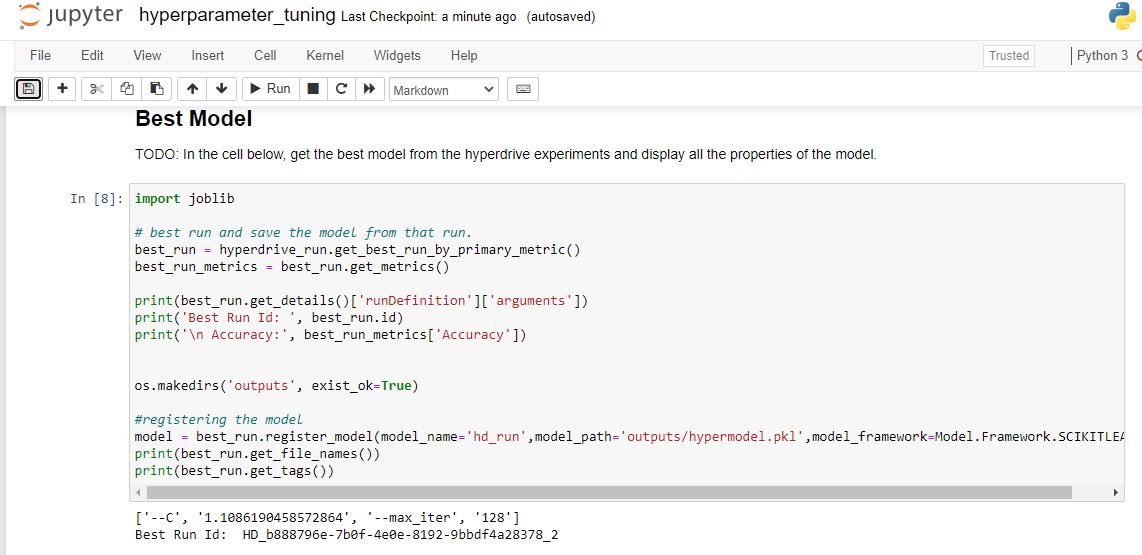 jupyter hyperparameter_tuning Last Checkpoint: a minute ago (autosaved)
File Edit View Insert Cell Kernel Widgets Help Trusted Python 3
Run Markdown
Best Model
TODO: In the cell below, get the best model from the hyperdrive experiments and display all the properties of the model.
In [8]: import joblib
# best run and save the model from that run.
best_run = hyperdrive_run.get_best_run_by_primary_metric()
best_run_metrics = best_run.get_metrics()
print(best_run.get_details()['runDefinition']['arguments'])
print('Best Run Id: ', best_run.id)
print('\n Accuracy:', best_run_metrics['Accuracy'])
os.makedirs('outputs', exist_ok=True)
#registering the model
model = best_run.register_model(model_name='hd_run',model_path='outputs/hypermodel.pkl',model_framework=Model.Framework.SCIKITLEA
print(best_run.get_file_names())
print(best_run.get_tags())
['--C', '1.1086190458572864', '--max_iter', '128']
Best Run Id:  HD_b888796e-7b0f-4e0e-8192-9bbdf4a28378_2